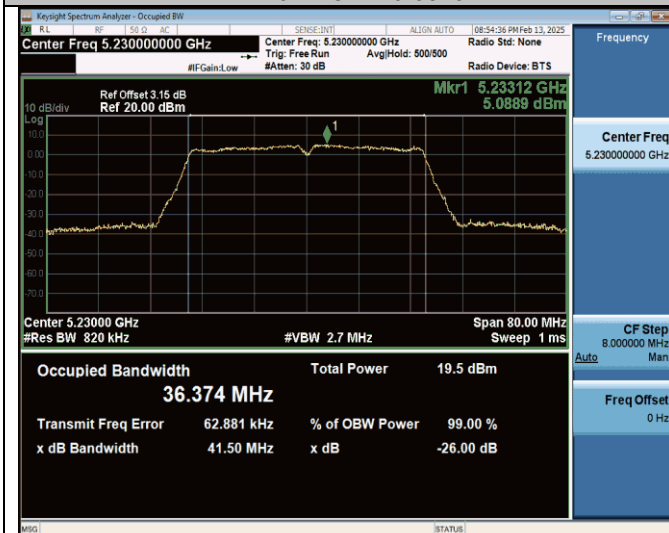 Keysight Spectrum Analyzer - Occupied BW
RL RF 50 Ω AC SENSE:INT ALIGN AUTO 08:54:36 PM Feb 13, 2025
Center Freq 5.230000000 GHz
Center Freq: 5.230000000 GHz
Radio Std: None
Trig: Free Run Avg|Hold: 500/500
#IFGain:Low
#Atten: 30 dB
Radio Device: BTS
Frequency
Ref Offset 3.15 dB
Ref 20.00 dBm
Mkr1 5.23312 GHz
5.0889 dBm
10 dB/div
Log
10.0
0.00
-10.0
-20.0
-30.0
-40.0
-50.0
-60.0
-70.0
1
Center 5.23000 GHz
Span 80.00 MHz
#Res BW 820 kHz
#VBW 2.7 MHz
Sweep 1 ms
Occupied Bandwidth
36.374 MHz
Total Power 19.5 dBm
Transmit Freq Error 62.881 kHz
% of OBW Power 99.00 %
x dB Bandwidth 41.50 MHz
x dB -26.00 dB
Center Freq
5.230000000 GHz
CF Step
8.000000 MHz
Auto Man
Freq Offset
0 Hz
MSG
STATUS